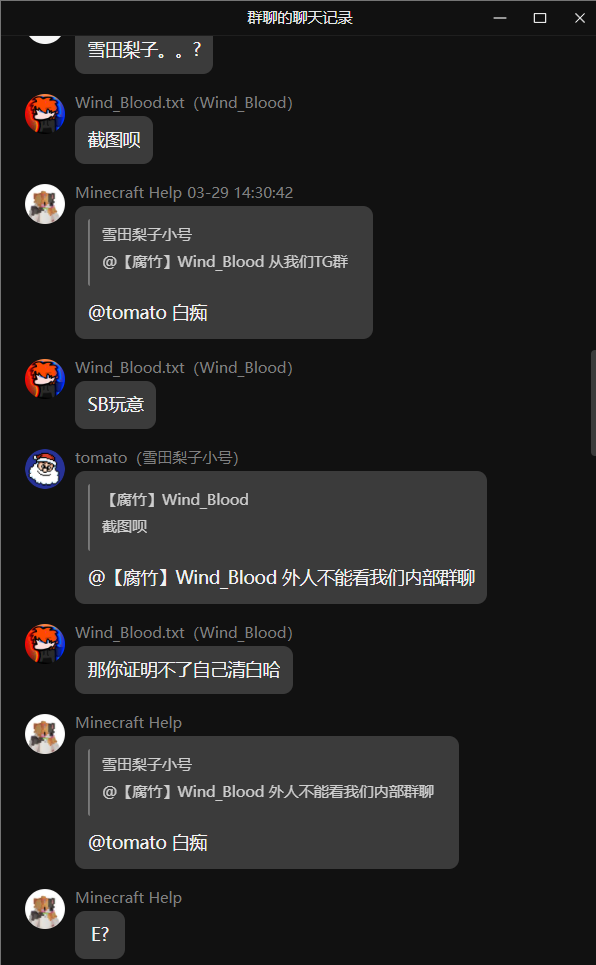 群聊的聊天记录
雪田梨子。。?
Wind_Blood.txt（Wind_Blood）
截图呗
Minecraft Help 03-29 14:30:42
雪田梨子小号
@【腐竹】Wind_Blood 从我们TG群
@tomato 白痴
Wind_Blood.txt（Wind_Blood）
SB玩意
tomato（雪田梨子小号）
【腐竹】Wind_Blood
截图呗
@【腐竹】Wind_Blood 外人不能看我们内部群聊
Wind_Blood.txt（Wind_Blood）
那你证明不了自己清白哈
Minecraft Help
雪田梨子小号
@【腐竹】Wind_Blood 外人不能看我们内部群聊
@tomato 白痴
Minecraft Help
E?